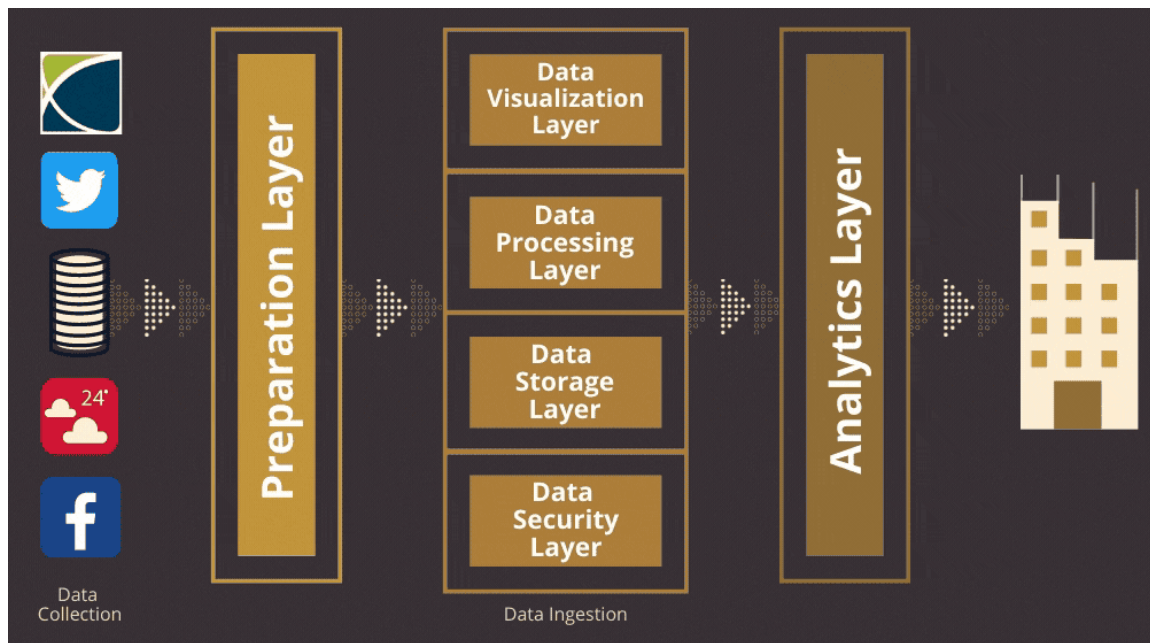 Data
Collection
24°
Preparation Layer
Data
Visualization
Layer
Data
Processing
Layer
Data
Storage
Layer
Data
Security
Layer
Data Ingestion
Analytics Layer